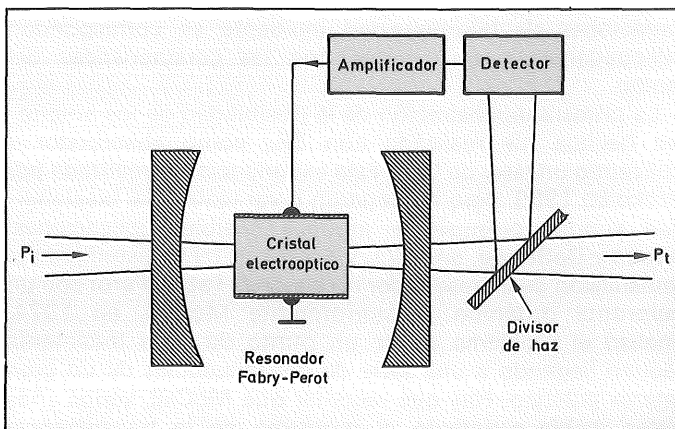 Amplificador
Detector
Pi
Cristal
electrooptico
Pt
Divisor
de haz
Resonador
Fabry-Perot